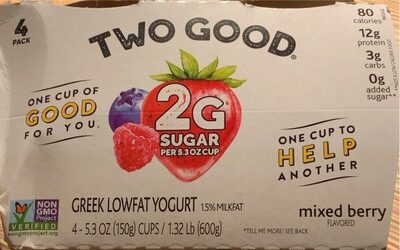 4
PACK
TWO GOOD®
80
calories
12g
protein
3g
carbs
0g
added
sugar**
ONE CUP OF
GOOD
FOR YOU.
2G
SUGAR
PER 5.3 OZ CUP
ONE CUP TO
HELP
ANOTHER
NON
GMO
Project
VERIFIED
nongmoproject.org
GREEK LOWFAT YOGURT 1.5% MILKFAT
4 - 5.3 OZ (150g) CUPS / 1.32 Lb (600g)
*TELL ME MORE! SEE BACK
mixed berry
FLAVORED